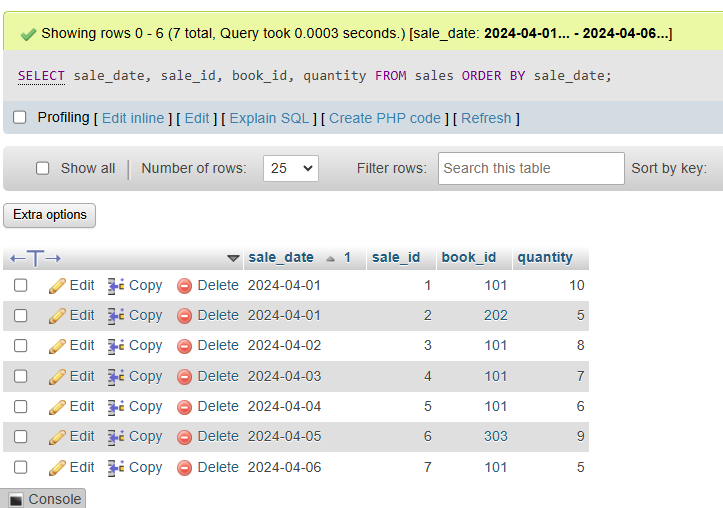 Showing rows 0 - 6 (7 total, Query took 0.0003 seconds.) [sale_date: 2024-04-01... - 2024-04-06...]
SELECT sale_date, sale_id, book_id, quantity FROM sales ORDER BY sale_date;
Profiling [ Edit inline ] [ Edit ] [ Explain SQL ] [ Create PHP code ] [ Refresh ]
Show all | Number of rows: 25 Filter rows: Search this table Sort by key:
Extra options
sale_date 1 sale_id book_id quantity
Edit Copy Delete 2024-04-01 1 101 10
Edit Copy Delete 2024-04-01 2 202 5
Edit Copy Delete 2024-04-02 3 101 8
Edit Copy Delete 2024-04-03 4 101 7
Edit Copy Delete 2024-04-04 5 101 6
Edit Copy Delete 2024-04-05 6 303 9
Edit Copy Delete 2024-04-06 7 101 5
Console